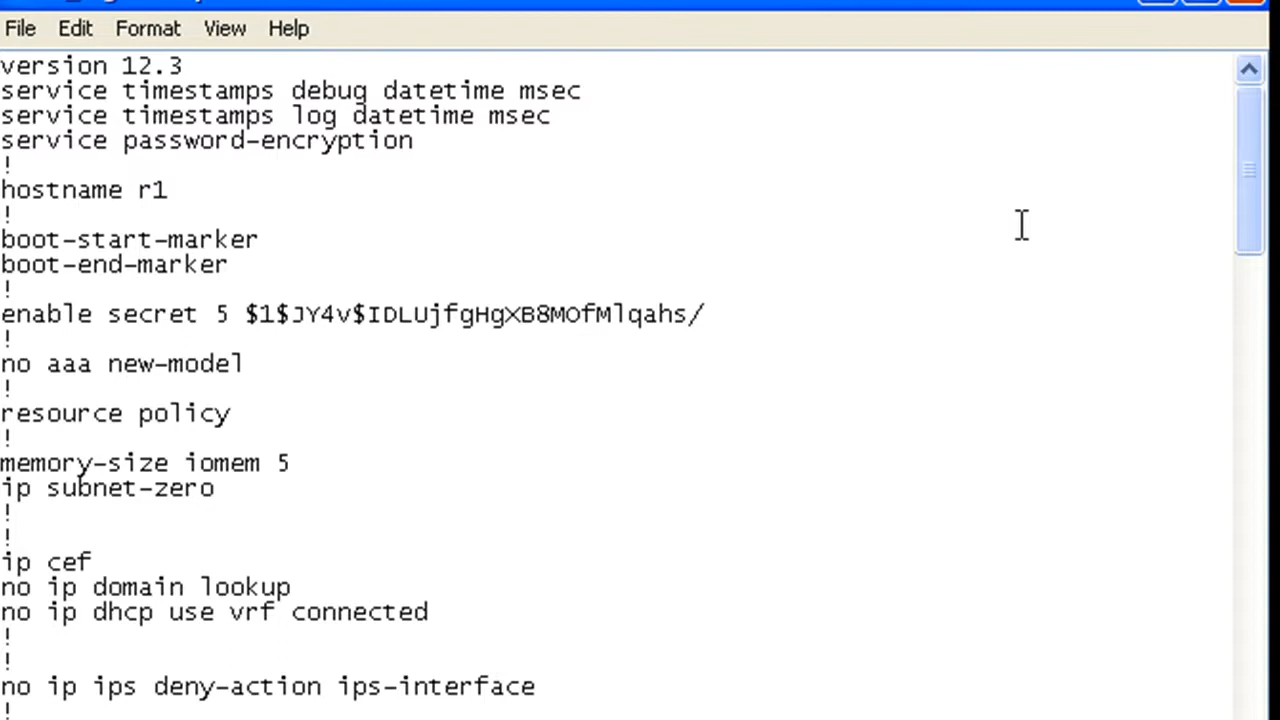 File Edit Format View Help
version 12.3
service timestamps debug datetime msec
service timestamps log datetime msec
service password-encryption
!
hostname r1
!
boot-start-marker
boot-end-marker
!
enable secret 5 $1$JY4v$IDLUjfgHgXB8MOfMlqahs/
!
no aaa new-model
!
resource policy
!
memory-size iomem 5
ip subnet-zero
!
!
ip cef
no ip domain lookup
no ip dhcp use vrf connected
!
!
no ip ips deny-action ips-interface
!